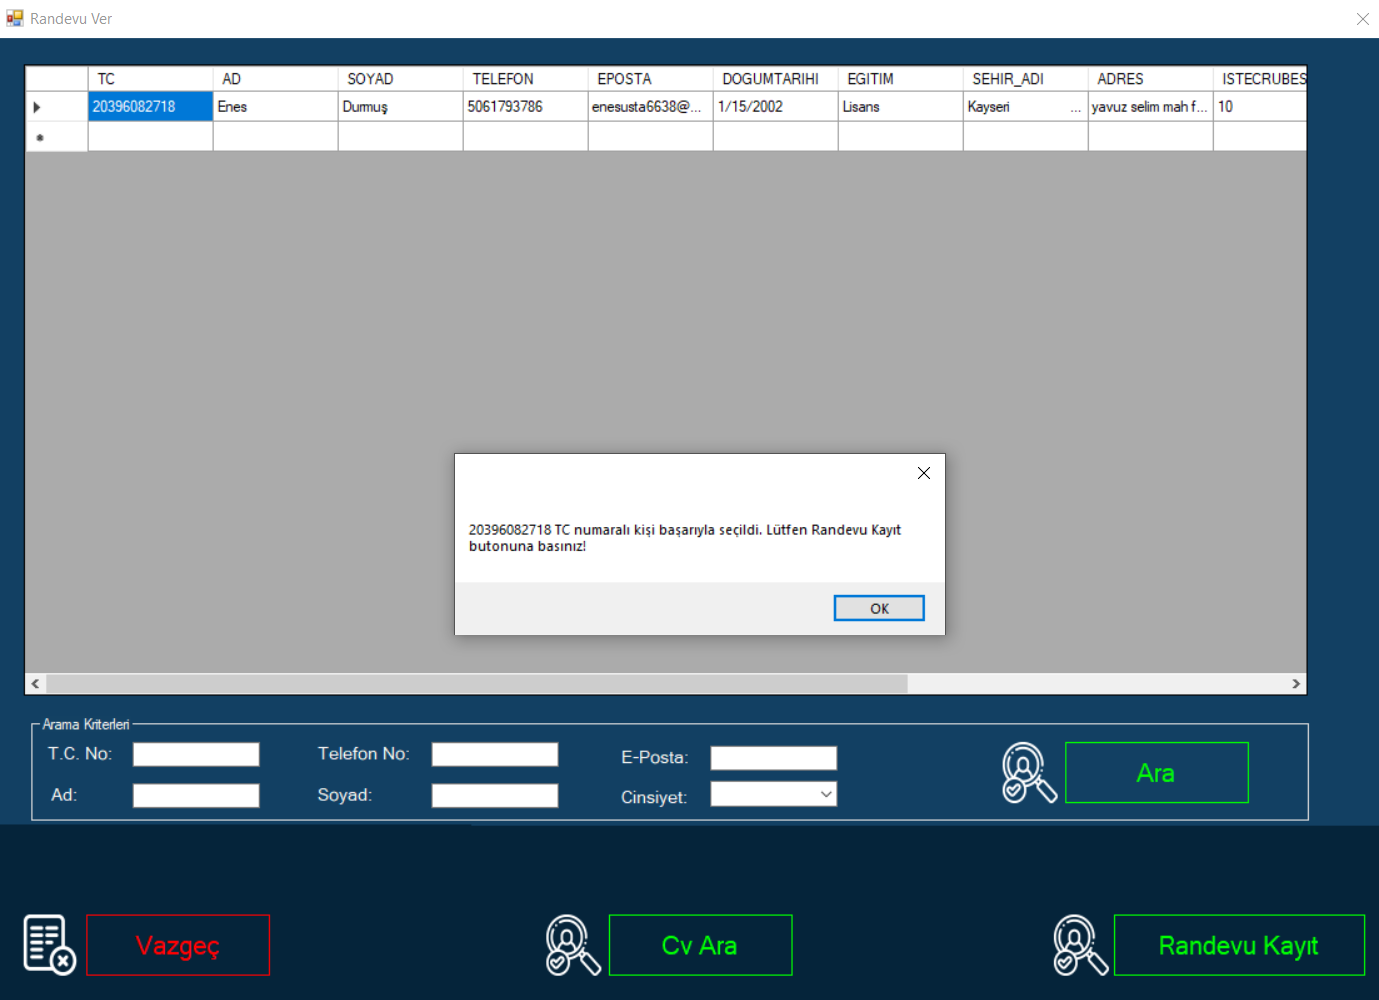 Randevu Ver
TC AD SOYAD TELEFON EPOSTA DOGUMTARIHI EGITIM SEHIR_ADI ADRES ISTECRUBES
20396082718 Enes Durmuş 5061793786 enesusta6638@... 1/15/2002 Lisans Kayseri ... yavuz selim mah f... 10
20396082718 TC numaralı kişi başarıyla seçildi. Lütfen Randevu Kayıt
butonuna basınız!
OK
Arama Kriterleri
T.C. No: Telefon No: E-Posta:
Ad: Soyad: Cinsiyet:
Ara
Vazgeç Cv Ara Randevu Kayıt